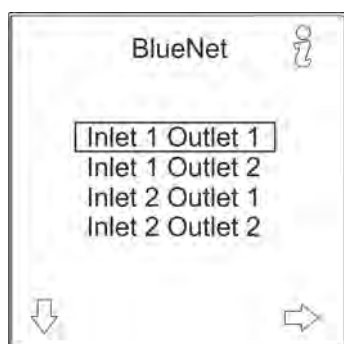 BlueNet
i
Inlet 1 Outlet 1
Inlet 1 Outlet 2
Inlet 2 Outlet 1
Inlet 2 Outlet 2